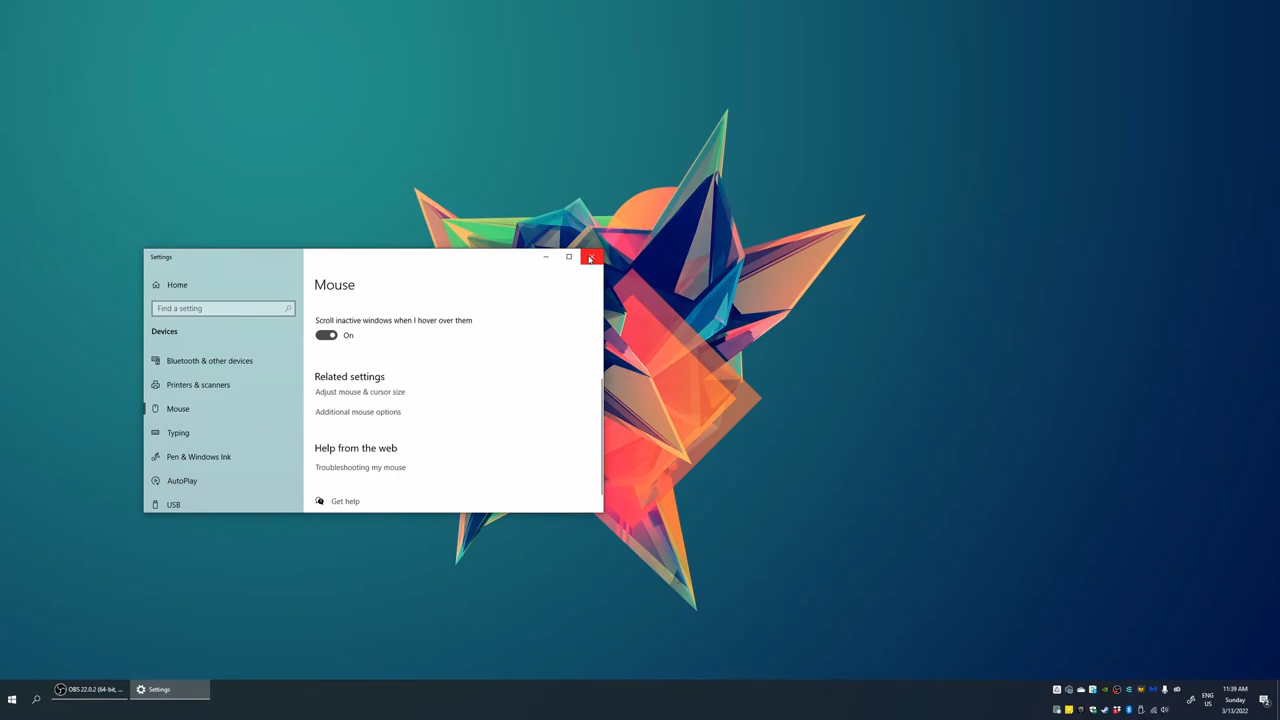 Settings
Home
Find a setting
Devices
Bluetooth & other devices
Printers & scanners
Mouse
Typing
Pen & Windows Ink
AutoPlay
USB
Mouse
Scroll inactive windows when I hover over them
On
Related settings
Adjust mouse & cursor size
Additional mouse options
Help from the web
Troubleshooting my mouse
Get help
OBS 22.0.2 (64-bit, ...
Settings
ENG
US
11:39 AM
Sunday
3/13/2022